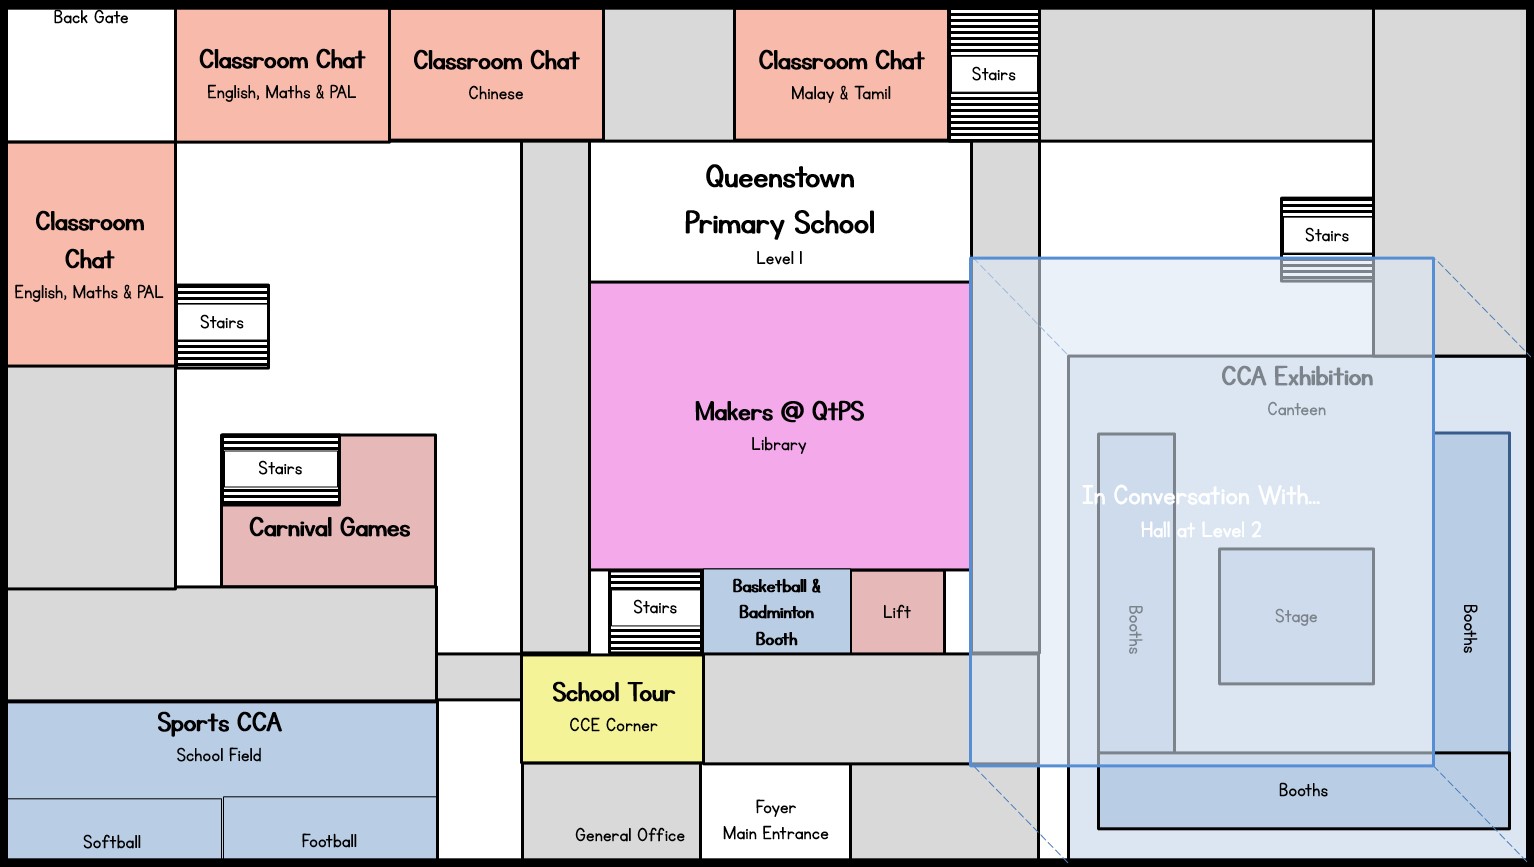 Back Gate
Classroom Chat
English, Maths & PAL
Classroom Chat
Chinese
Classroom Chat
Malay & Tamil
Stairs
Classroom
Chat
English, Maths & PAL
Stairs
Queenstown
Primary School
Level 1
Stairs
Makers @ QtPS
Library
Stairs
Carnival Games
CCA Exhibition
Canteen
In Conversation With...
Hall at Level 2
Booths
Stage
Booths
Booths
Stairs
Basketball &
Badminton
Booth
Lift
School Tour
CCE Corner
Sports CCA
School Field
Softball
Football
General Office
Foyer
Main Entrance